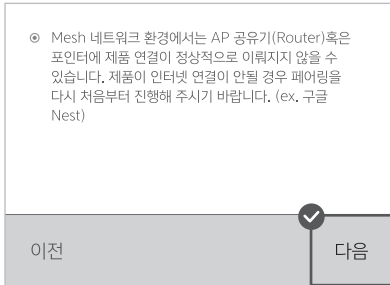 Mesh 네트워크 환경에서는 AP 공유기(Router)혹은
포인터에 제품 연결이 정상적으로 이뤄지지 않을 수
있습니다. 제품이 인터넷 연결이 안될 경우 페어링을
다시 처음부터 진행해 주시기 바랍니다. (ex. 구글
Nest)
이전
다음